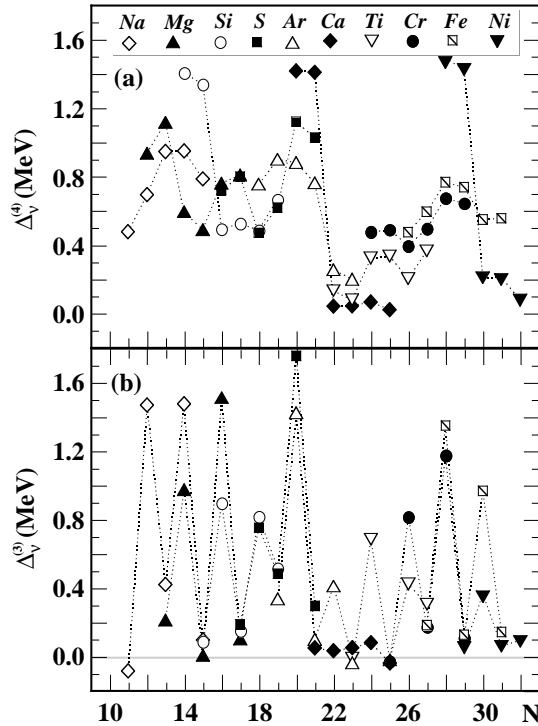 Na Mg Si S Ar Ca Ti Cr Fe Ni
1.6
(a)
1.2
0.8
0.4
0.0
Δν(4) (MeV)
(b)
1.6
1.2
0.8
0.4
0.0
Δν(3) (MeV)
10 14 18 22 26 30 N